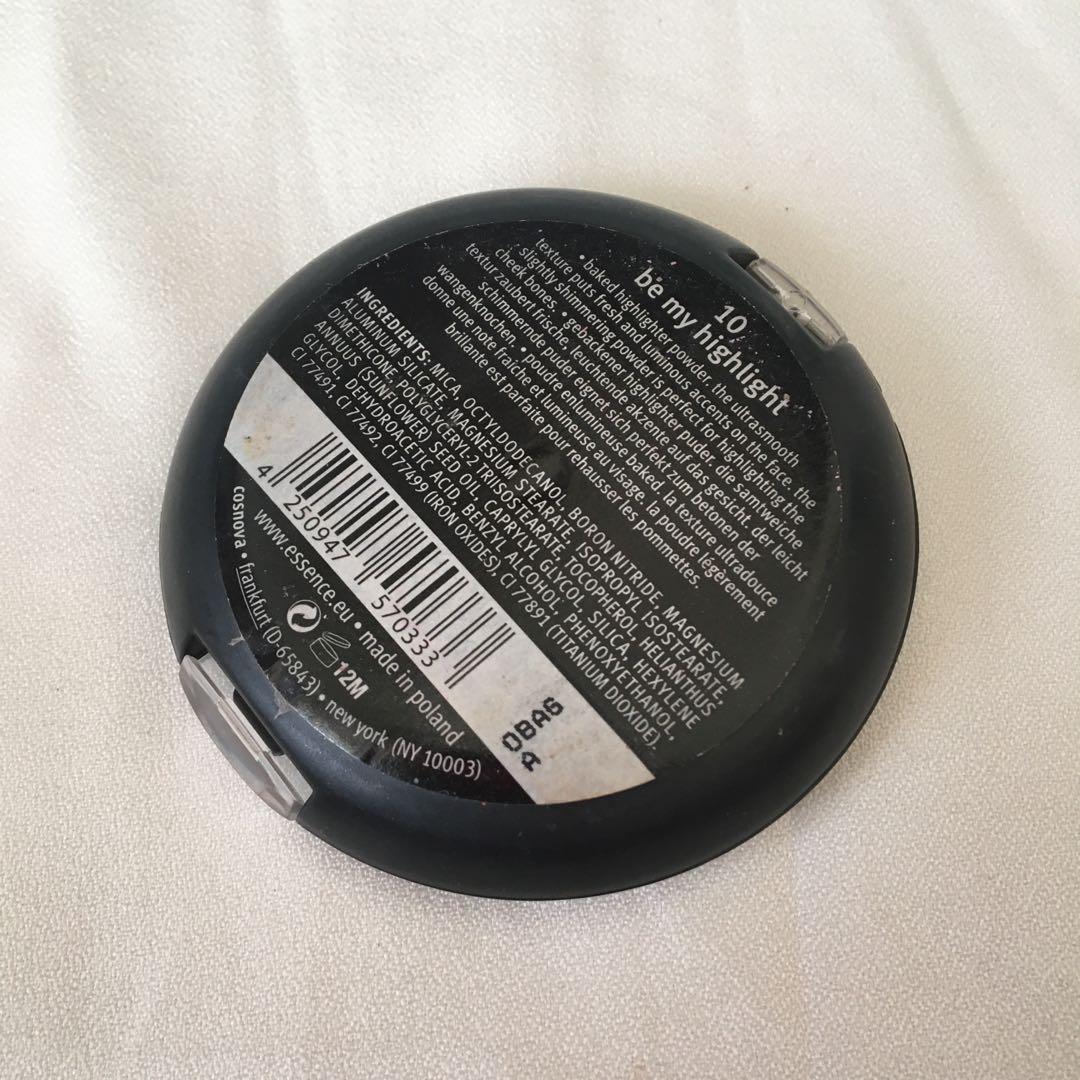 10
be my highlight
• baked highlighter powder. the ultra smooth
texture puts fresh and luminous accents on the face. the
slightly shimmering powder is perfect for highlighting the
cheek bones. • gebackener highlighter puder. die samtweiche
textur zaubert frische, leuchtende akzente auf das gesicht - der leicht
schimmernde puder eignet sich perfekt zum betonen der
wangenknochen. • poudre enlumineuse baked. la texture ultradouce
donne une note fraîche et lumineuse au visage. la poudre légèrement
brillante est parfaite pour rehausser les pommettes.
INGREDIENTS: MICA, OCTYLDODECANOL, BORON NITRIDE, MAGNESIUM
ALUMINUM SILICATE, MAGNESIUM STEARATE, ISOPROPYL ISOSTEARATE,
DIMETHICONE, POLYGLYCERYL-2 TRIISOSTEARATE, TOCOPHEROL, HELIANTHUS
ANNUUS (SUNFLOWER) SEED OIL, CAPRYLYL GLYCOL, SILICA, HEXYLENE
GLYCOL, DEHYDROACETIC ACID, BENZYL ALCOHOL, PHENOXYETHANOL,
CI 77491, CI 77492, CI 77499 (IRON OXIDES), CI 77891 (TITANIUM DIOXIDE).
4 250947 570333
0BA6
0A
www.essence.eu • made in poland
12M
cosnova • frankfurt (D-65843) • new york (NY 10003)